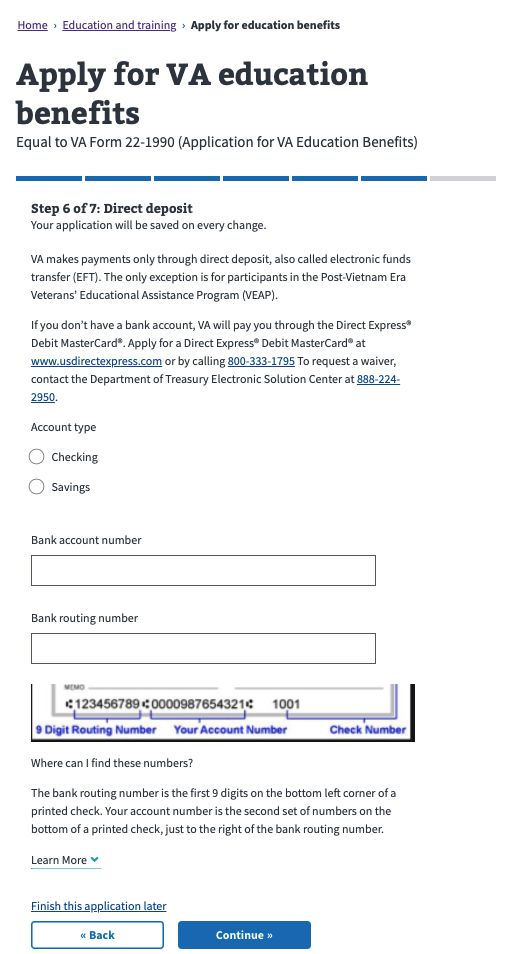 Home › Education and training › Apply for education benefits
Apply for VA education
benefits
Equal to VA Form 22-1990 (Application for VA Education Benefits)
Step 6 of 7: Direct deposit
Your application will be saved on every change.
VA makes payments only through direct deposit, also called electronic funds
transfer (EFT). The only exception is for participants in the Post-Vietnam Era
Veterans’ Educational Assistance Program (VEAP).
If you don’t have a bank account, VA will pay you through the Direct Express®
Debit MasterCard®. Apply for a Direct Express® Debit MasterCard® at
www.usdirectexpress.com or by calling 800-333-1795 To request a waiver,
contact the Department of Treasury Electronic Solution Center at 888-224-
2950.
Account type
Checking
Savings
Bank account number
Bank routing number
MEMO
⑆123456789⑆0000987654321⑆ 1001
9 Digit Routing Number Your Account Number Check Number
Where can I find these numbers?
The bank routing number is the first 9 digits on the bottom left corner of a
printed check. Your account number is the second set of numbers on the
bottom of a printed check, just to the right of the bank routing number.
Learn More
Finish this application later
« Back Continue »